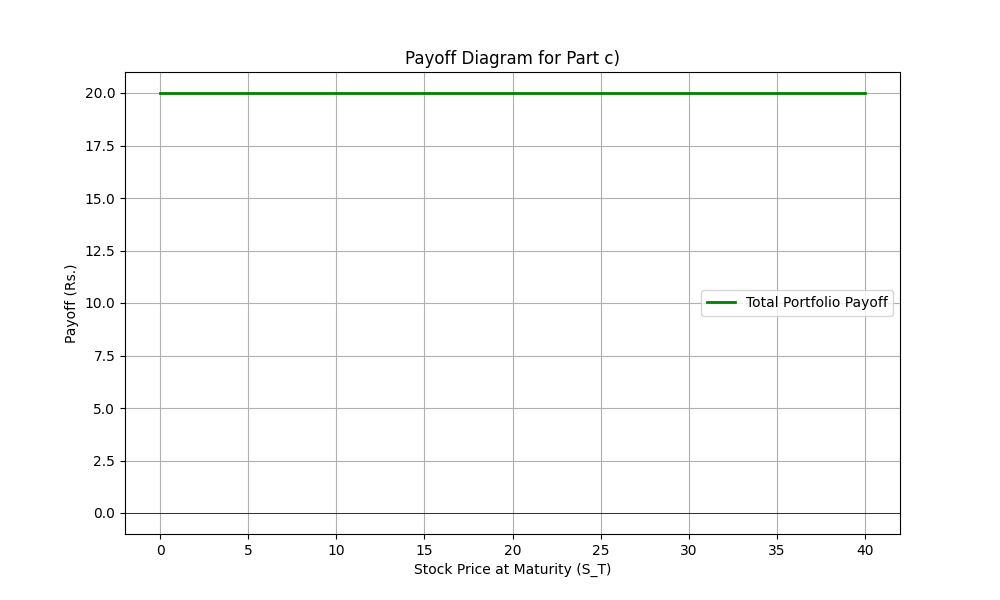 Payoff Diagram for Part c)
20.0
17.5
15.0
12.5
10.0
7.5
5.0
2.5
0.0
Payoff (Rs.)
Total Portfolio Payoff
0 5 10 15 20 25 30 35 40
Stock Price at Maturity (S_T)